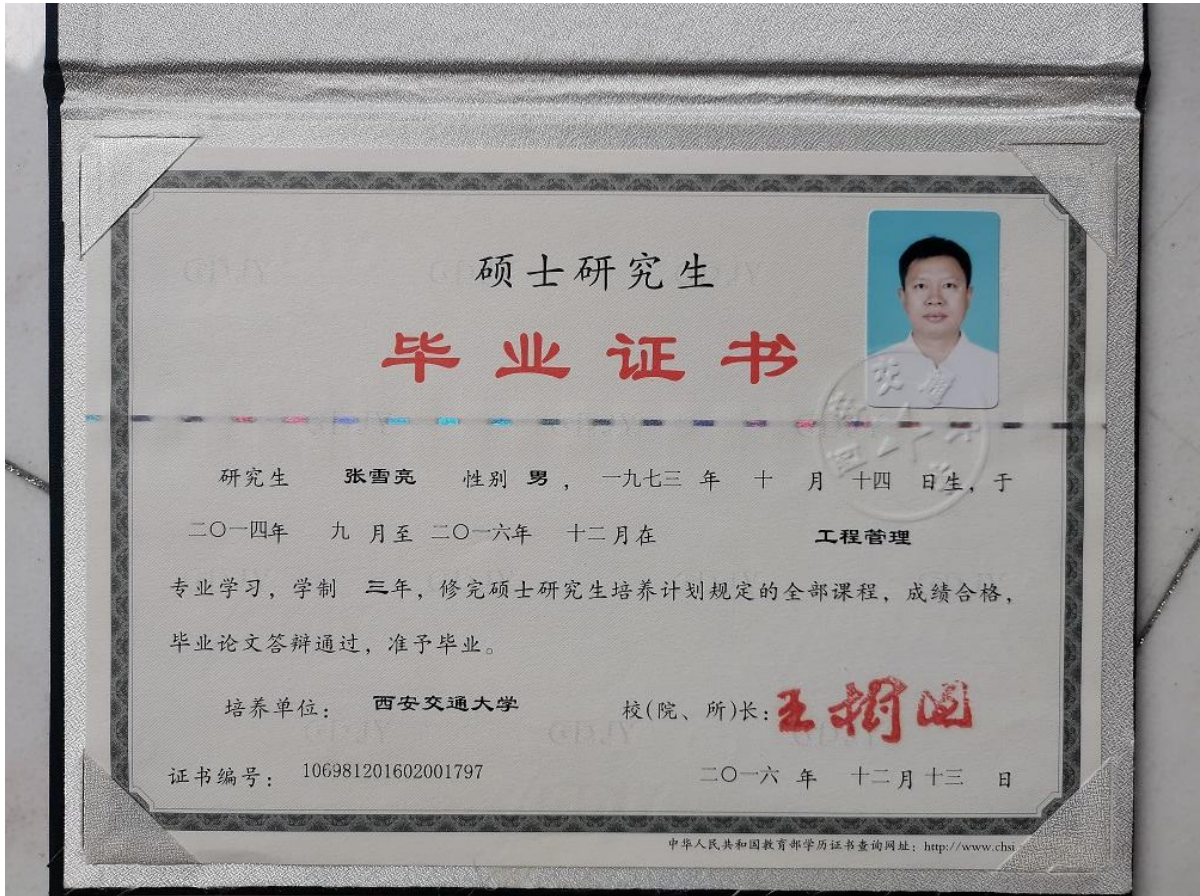 硕士研究生
毕业证书
研究生 张雪亮 性别 男，一九七三 年 十 月 十四 日生，于
二〇一四年 九 月至 二〇一六年 十二月在 工程管理
专业学习，学制 三年，修完硕士研究生培养计划规定的全部课程，成绩合格，
毕业论文答辩通过，准予毕业。
培养单位： 西安交通大学 校(院、所)长：王树国
证书编号： 106981201602001797 二〇一六 年 十二月十三 日
中华人民共和国教育部学历证书查询网址：http://www.chsi